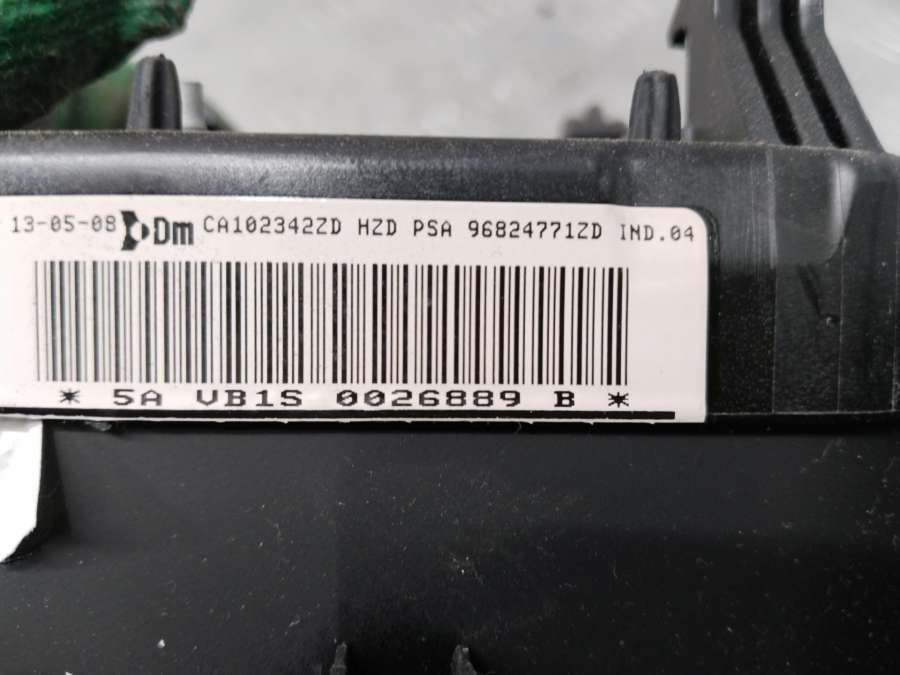 13-05-08 Dm CA102342ZD HZD PSA 96824771ZD IND.04
* 5A VB1S 0026889 B *